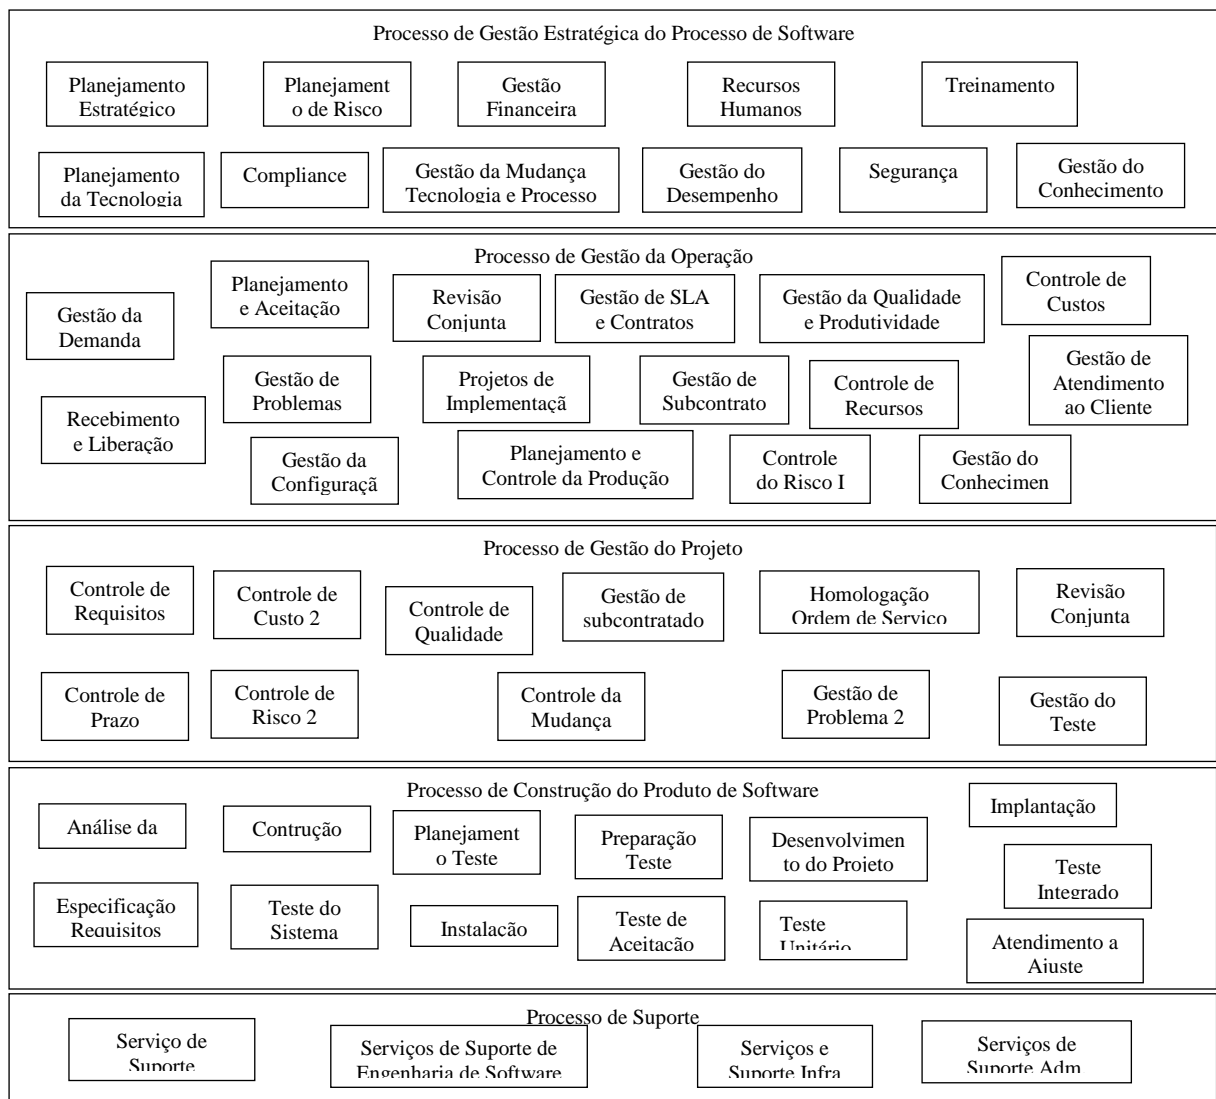 Processo de Gestão Estratégica do Processo de Software
Planejamento
Estratégico
Planejament
o de Risco
Gestão
Financeira
Recursos
Humanos
Treinamento
Planejamento
da Tecnologia
Compliance
Gestão da Mudança
Tecnologia e Processo
Gestão do
Desempenho
Segurança
Gestão do
Conhecimento
Processo de Gestão da Operação
Gestão da
Demanda
Planejamento
e Aceitação
Revisão
Conjunta
Gestão de SLA
e Contratos
Gestão da Qualidade
e Produtividade
Controle de
Custos
Recebimento
e Liberação
Gestão de
Problemas
Projetos de
Implementaçã
Gestão de
Subcontrato
Controle de
Recursos
Gestão de
Atendimento
ao Cliente
Gestão da
Configuraçã
Planejamento e
Controle da Produção
Controle
do Risco I
Gestão do
Conhecimen
Processo de Gestão do Projeto
Controle de
Requisitos
Controle de
Custo 2
Controle de
Qualidade
Gestão de
subcontratado
Homologação
Ordem de Serviço
Revisão
Conjunta
Controle de
Prazo
Controle de
Risco 2
Controle da
Mudança
Gestão de
Problema 2
Gestão do
Teste
Processo de Construção do Produto de Software
Análise da
Contrução
Planejament
o Teste
Preparação
Teste
Desenvolvimen
to do Projeto
Implantação
Especificação
Requisitos
Teste do
Sistema
Instalação
Teste de
Aceitação
Teste
Unitário
Teste
Integrado
Atendimento a
Ajuste
Processo de Suporte
Serviço de
Suporte
Serviços de Suporte de
Engenharia de Software
Serviços e
Suporte Infra
Serviços de
Suporte Adm